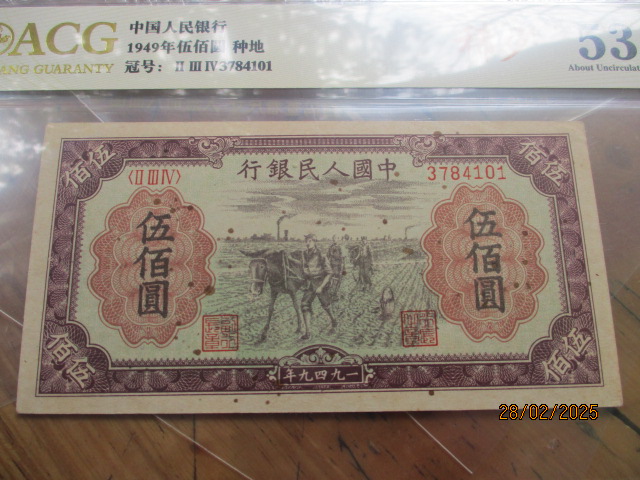 ACG
ANG GUARANTY
中国人民银行
1949年伍佰圆 种地
冠号: II III IV3784101
53
About Uncirculat
伍佰
伍佰
行銀民人國中
〈II III IV〉
3784101
伍佰圓
伍佰圓
伍佰
伍佰
年九四九一
28/02/2025